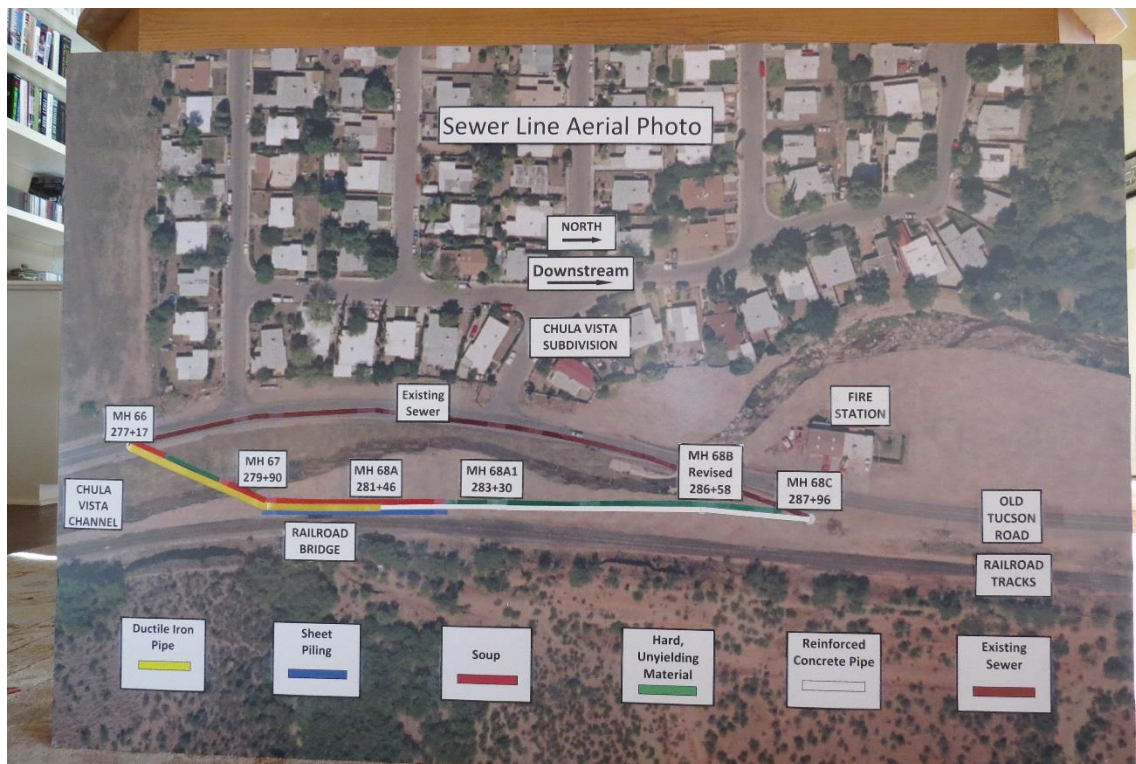 Sewer Line Aerial Photo
NORTH
Downstream
CHULA VISTA
SUBDIVISION
Existing
Sewer
FIRE
STATION
MH 66
277+17
MH 67
279+90
MH 68A
281+46
MH 68A1
283+30
MH 68B
Revised
286+58
MH 68C
287+96
CHULA
VISTA
CHANNEL
RAILROAD
BRIDGE
OLD
TUCSON
ROAD
RAILROAD
TRACKS
Ductile Iron
Pipe
Sheet
Piling
Soup
Hard,
Unyielding
Material
Reinforced
Concrete Pipe
Existing
Sewer